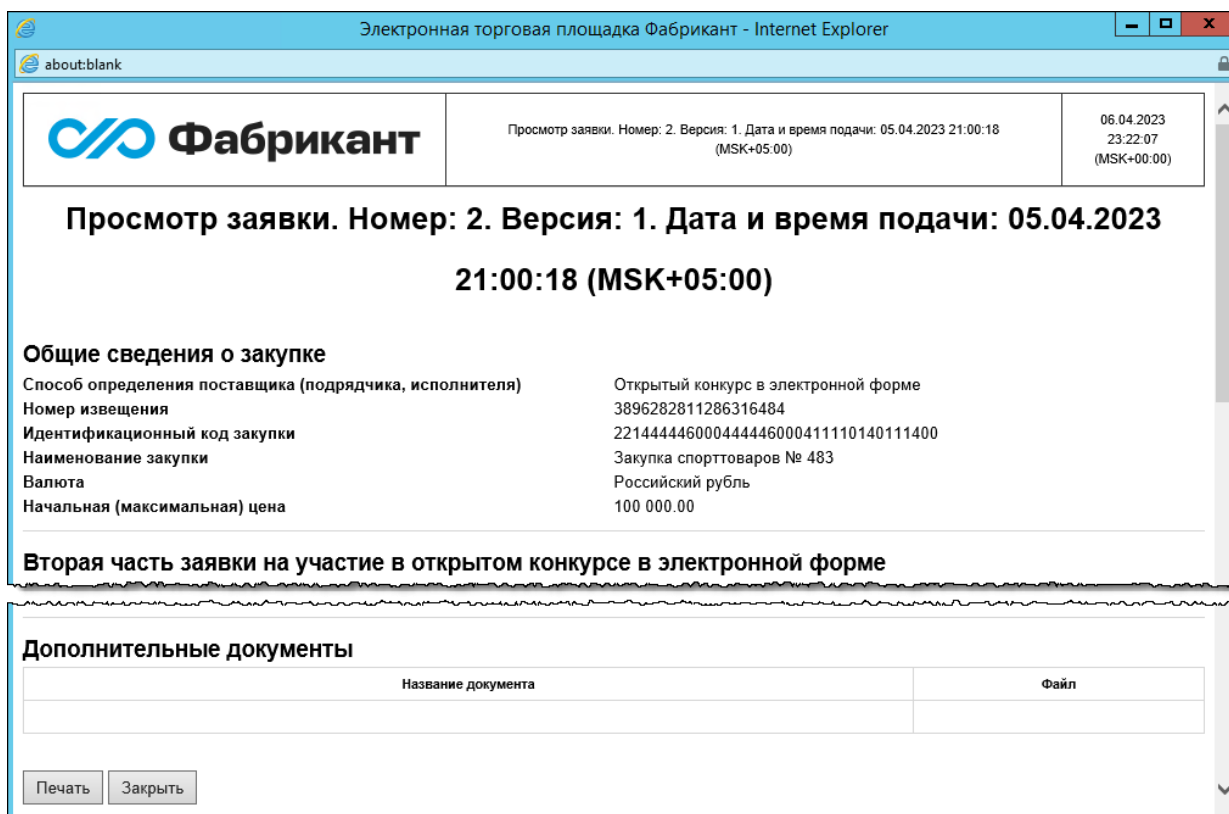 Электронная торговая площадка Фабрикант - Internet Explorer
about:blank
Фабрикант
Просмотр заявки. Номер: 2. Версия: 1. Дата и время подачи: 05.04.2023 21:00:18
(MSK+05:00)
06.04.2023
23:22:07
(MSK+00:00)
Просмотр заявки. Номер: 2. Версия: 1. Дата и время подачи: 05.04.2023
21:00:18 (MSK+05:00)
Общие сведения о закупке
Способ определения поставщика (подрядчика, исполнителя) Открытый конкурс в электронной форме
Номер извещения 3896282811286316484
Идентификационный код закупки 221444446000444446000411110140111400
Наименование закупки Закупка спорттоваров № 483
Валюта Российский рубль
Начальная (максимальная) цена 100 000.00
Вторая часть заявки на участие в открытом конкурсе в электронной форме
Дополнительные документы
Название документа Файл
Печать Закрыть